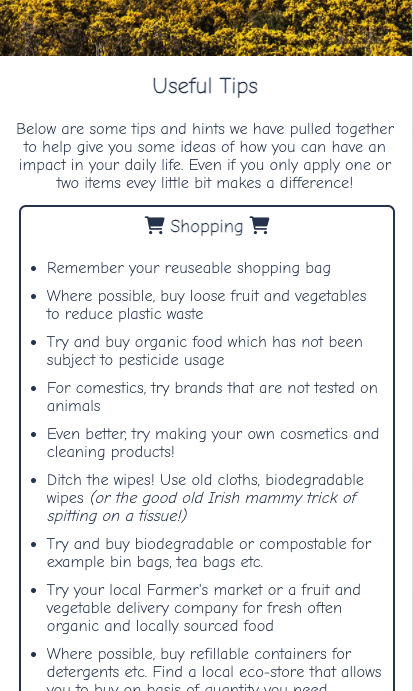 Useful Tips
Below are some tips and hints we have pulled together
to help give you some ideas of how you can have an
impact in your daily life. Even if you only apply one or
two items evey little bit makes a difference!
Shopping
• Remember your reuseable shopping bag
• Where possible, buy loose fruit and vegetables
to reduce plastic waste
• Try and buy organic food which has not been
subject to pesticide usage
• For comestics, try brands that are not tested on
animals
• Even better, try making your own cosmetics and
cleaning products!
• Ditch the wipes! Use old cloths, biodegradable
wipes (or the good old Irish mammy trick of
spitting on a tissue!)
• Try and buy biodegradable or compostable for
example bin bags, tea bags etc.
• Try your local Farmer's market or a fruit and
vegetable delivery company for fresh often
organic and locally sourced food
• Where possible, buy refillable containers for
detergents etc. Find a local eco-store that allows
you to buy on basis of quantity you need